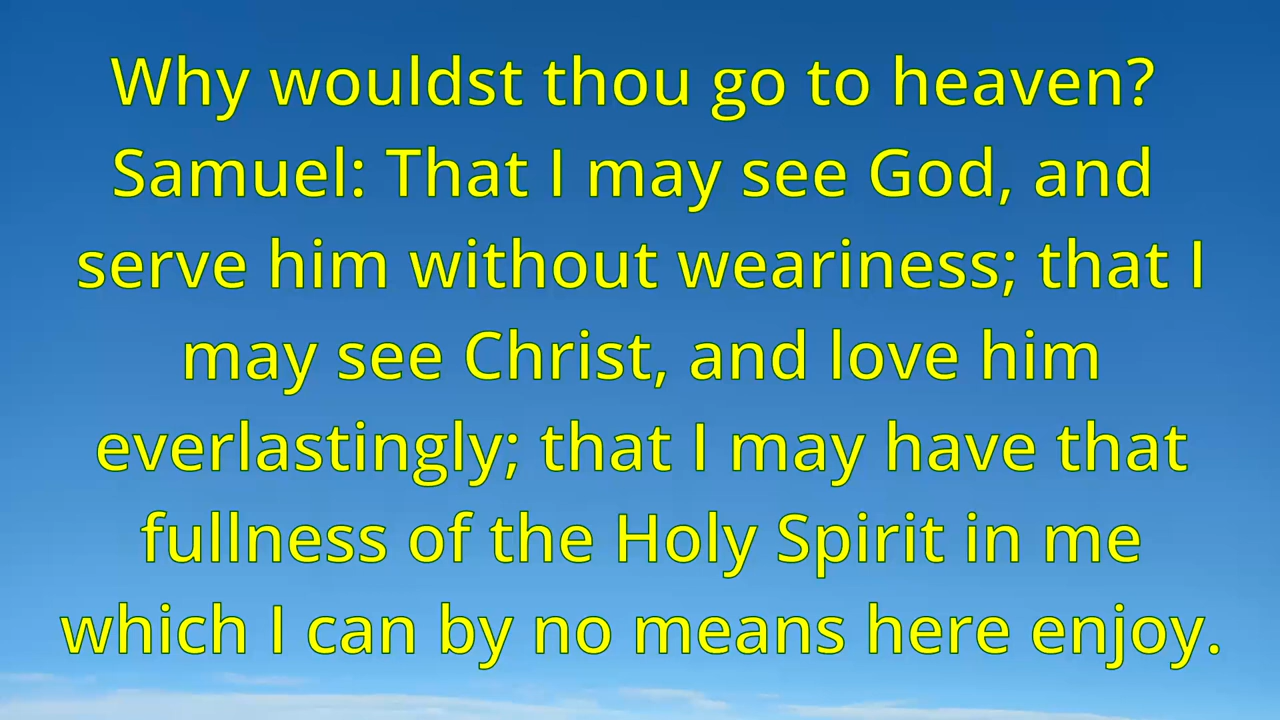 Why wouldst thou go to heaven?
Samuel: That I may see God, and
serve him without weariness; that I
may see Christ, and love him
everlastingly; that I may have that
fullness of the Holy Spirit in me
which I can by no means here enjoy.